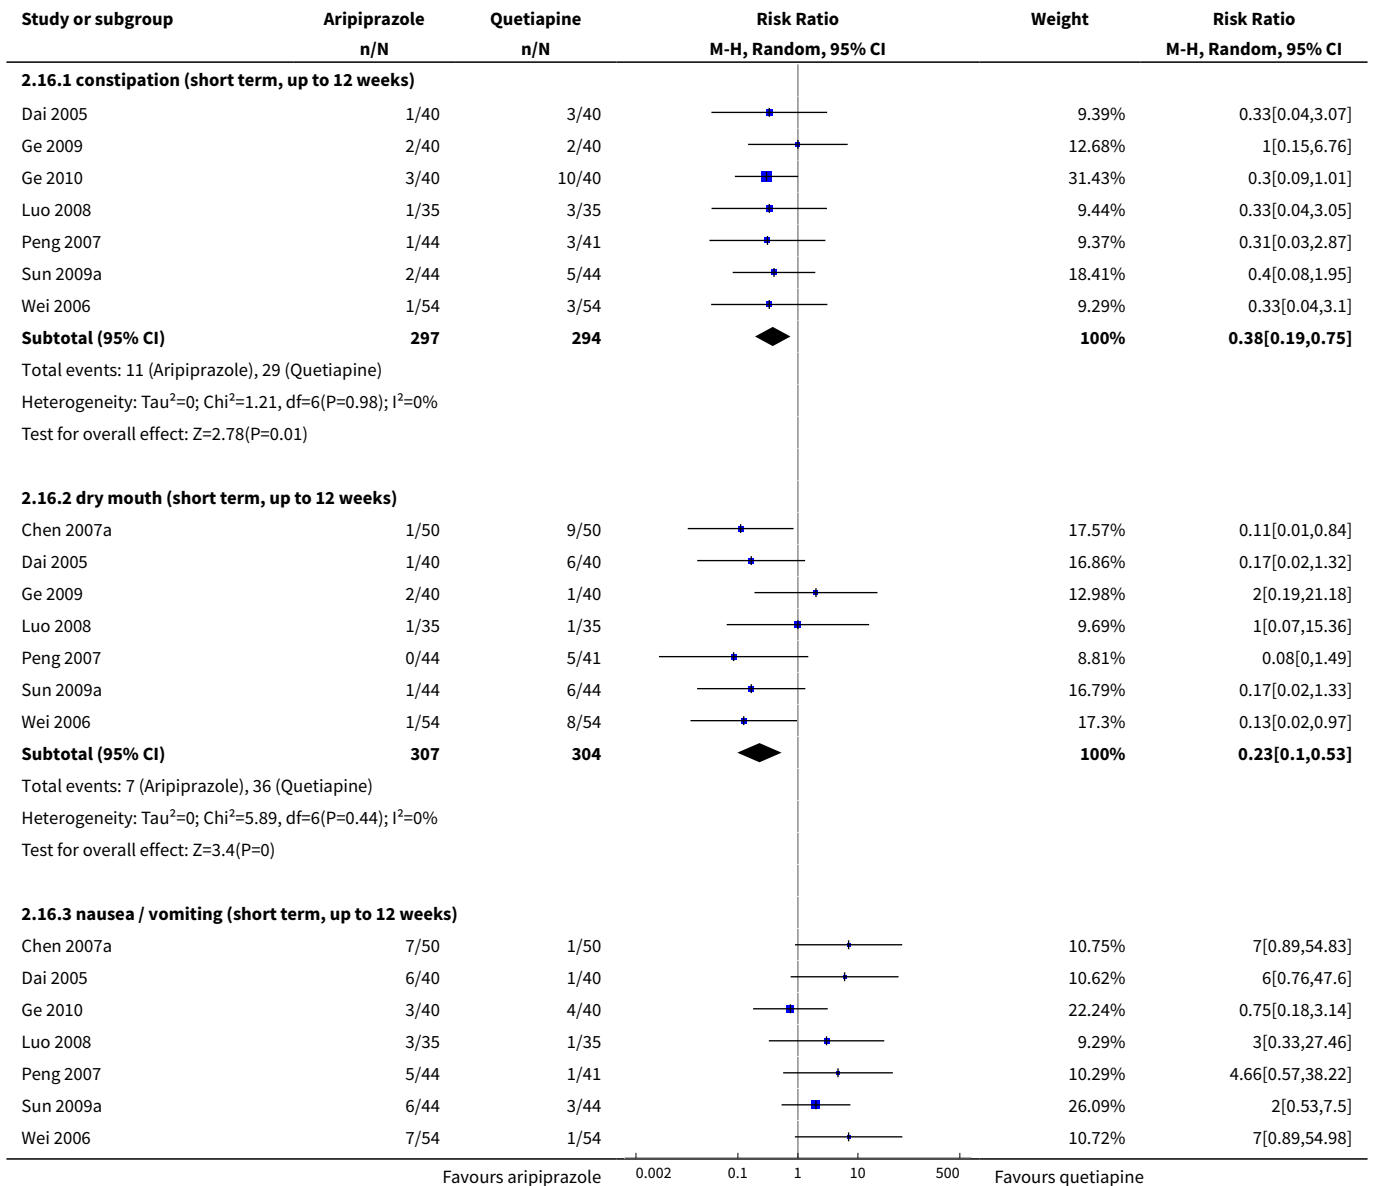 Study or subgroup Aripiprazole Quetiapine Risk Ratio Weight Risk Ratio
n/N n/N M-H, Random, 95% CI M-H, Random, 95% CI
2.16.1 constipation (short term, up to 12 weeks)
Dai 2005 1/40 3/40 9.39% 0.33[0.04,3.07]
Ge 2009 2/40 2/40 12.68% 1[0.15,6.76]
Ge 2010 3/40 10/40 31.43% 0.3[0.09,1.01]
Luo 2008 1/35 3/35 9.44% 0.33[0.04,3.05]
Peng 2007 1/44 3/41 9.37% 0.31[0.03,2.87]
Sun 2009a 2/44 5/44 18.41% 0.4[0.08,1.95]
Wei 2006 1/54 3/54 9.29% 0.33[0.04,3.1]
Subtotal (95% CI) 297 294 100% 0.38[0.19,0.75]
Total events: 11 (Aripiprazole), 29 (Quetiapine)
Heterogeneity: Tau²=0; Chi²=1.21, df=6(P=0.98); I²=0%
Test for overall effect: Z=2.78(P=0.01)
2.16.2 dry mouth (short term, up to 12 weeks)
Chen 2007a 1/50 9/50 17.57% 0.11[0.01,0.84]
Dai 2005 1/40 6/40 16.86% 0.17[0.02,1.32]
Ge 2009 2/40 1/40 12.98% 2[0.19,21.18]
Luo 2008 1/35 1/35 9.69% 1[0.07,15.36]
Peng 2007 0/44 5/41 8.81% 0.08[0,1.49]
Sun 2009a 1/44 6/44 16.79% 0.17[0.02,1.33]
Wei 2006 1/54 8/54 17.3% 0.13[0.02,0.97]
Subtotal (95% CI) 307 304 100% 0.23[0.1,0.53]
Total events: 7 (Aripiprazole), 36 (Quetiapine)
Heterogeneity: Tau²=0; Chi²=5.89, df=6(P=0.44); I²=0%
Test for overall effect: Z=3.4(P=0)
2.16.3 nausea / vomiting (short term, up to 12 weeks)
Chen 2007a 7/50 1/50 10.75% 7[0.89,54.83]
Dai 2005 6/40 1/40 10.62% 6[0.76,47.6]
Ge 2010 3/40 4/40 22.24% 0.75[0.18,3.14]
Luo 2008 3/35 1/35 9.29% 3[0.33,27.46]
Peng 2007 5/44 1/41 10.29% 4.66[0.57,38.22]
Sun 2009a 6/44 3/44 26.09% 2[0.53,7.5]
Wei 2006 7/54 1/54 10.72% 7[0.89,54.98]
Favours aripiprazole 0.002 0.1 1 10 500 Favours quetiapine